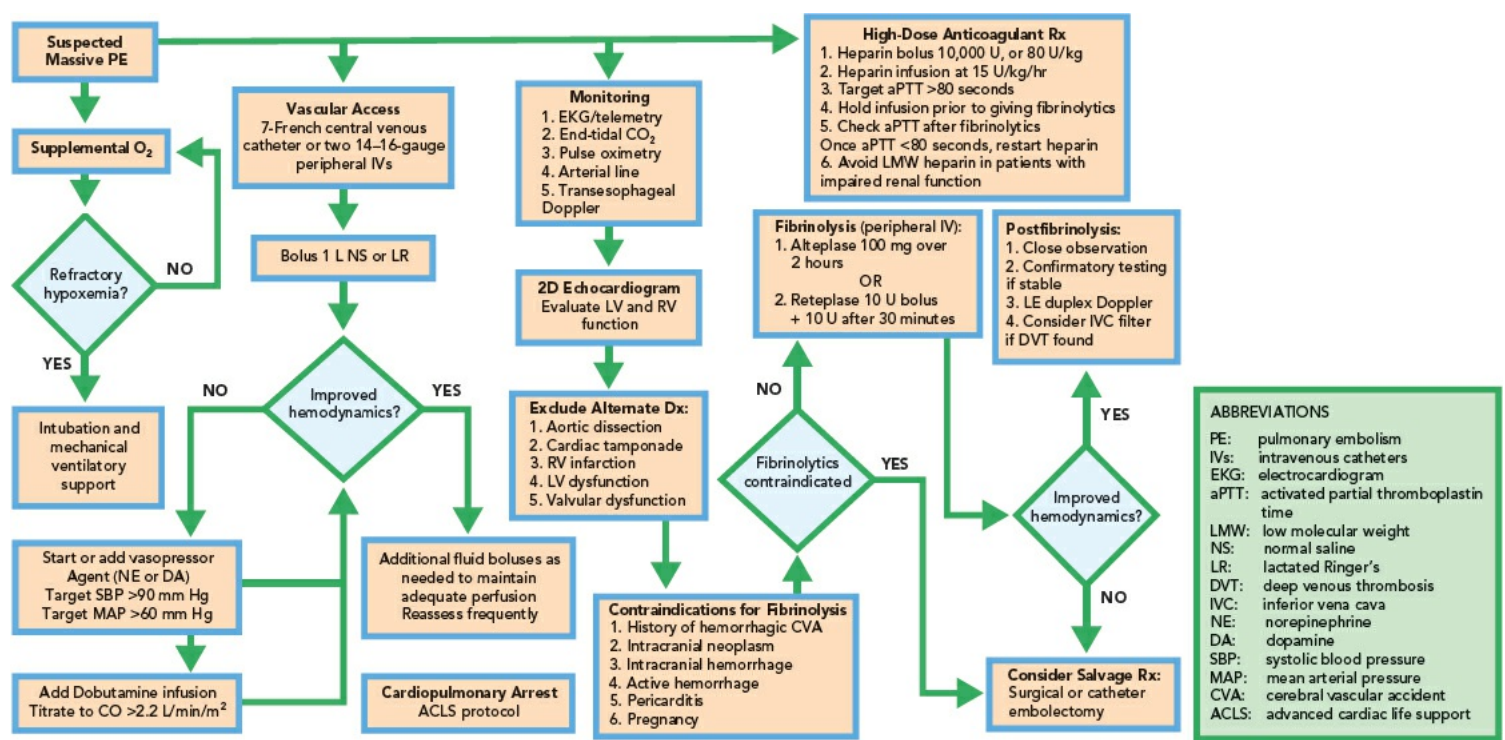 Suspected
Massive PE
Supplemental O₂
Refractory
hypoxemia?
NO
YES
Intubation and
mechanical
ventilatory
support
Vascular Access
7-French central venous
catheter or two 14–16-gauge
peripheral IVs
Bolus 1 L NS or LR
Improved
hemodynamics?
NO
YES
Start or add vasopressor
Agent (NE or DA)
Target SBP >90 mm Hg
Target MAP >60 mm Hg
Add Dobutamine infusion
Titrate to CO >2.2 L/min/m²
Additional fluid boluses as
needed to maintain
adequate perfusion
Reassess frequently
Cardiopulmonary Arrest
ACLS protocol
Monitoring
1. EKG/telemetry
2. End-tidal CO₂
3. Pulse oximetry
4. Arterial line
5. Transesophageal
Doppler
2D Echocardiogram
Evaluate LV and RV
function
Exclude Alternate Dx:
1. Aortic dissection
2. Cardiac tamponade
3. RV infarction
4. LV dysfunction
5. Valvular dysfunction
Contraindications for Fibrinolysis
1. History of hemorrhagic CVA
2. Intracranial neoplasm
3. Intracranial hemorrhage
4. Active hemorrhage
5. Pericarditis
6. Pregnancy
High-Dose Anticoagulant Rx
1. Heparin bolus 10,000 U, or 80 U/kg
2. Heparin infusion at 15 U/kg/hr
3. Target aPTT >80 seconds
4. Hold infusion prior to giving fibrinolytics
5. Check aPTT after fibrinolytics
Once aPTT <80 seconds, restart heparin
6. Avoid LMW heparin in patients with
impaired renal function
Fibrinolysis (peripheral IV):
1. Alteplase 100 mg over
2 hours
OR
2. Reteplase 10 U bolus
+ 10 U after 30 minutes
NO
Fibrinolytics
contraindicated
YES
Postfibrinolysis:
1. Close observation
2. Confirmatory testing
if stable
3. LE duplex Doppler
4. Consider IVC filter
if DVT found
YES
Improved
hemodynamics?
NO
Consider Salvage Rx:
Surgical or catheter
embolectomy
ABBREVIATIONS
PE: pulmonary embolism
IVs: intravenous catheters
EKG: electrocardiogram
aPTT: activated partial thromboplastin
time
LMW: low molecular weight
NS: normal saline
LR: lactated Ringer's
DVT: deep venous thrombosis
IVC: inferior vena cava
NE: norepinephrine
DA: dopamine
SBP: systolic blood pressure
MAP: mean arterial pressure
CVA: cerebral vascular accident
ACLS: advanced cardiac life support